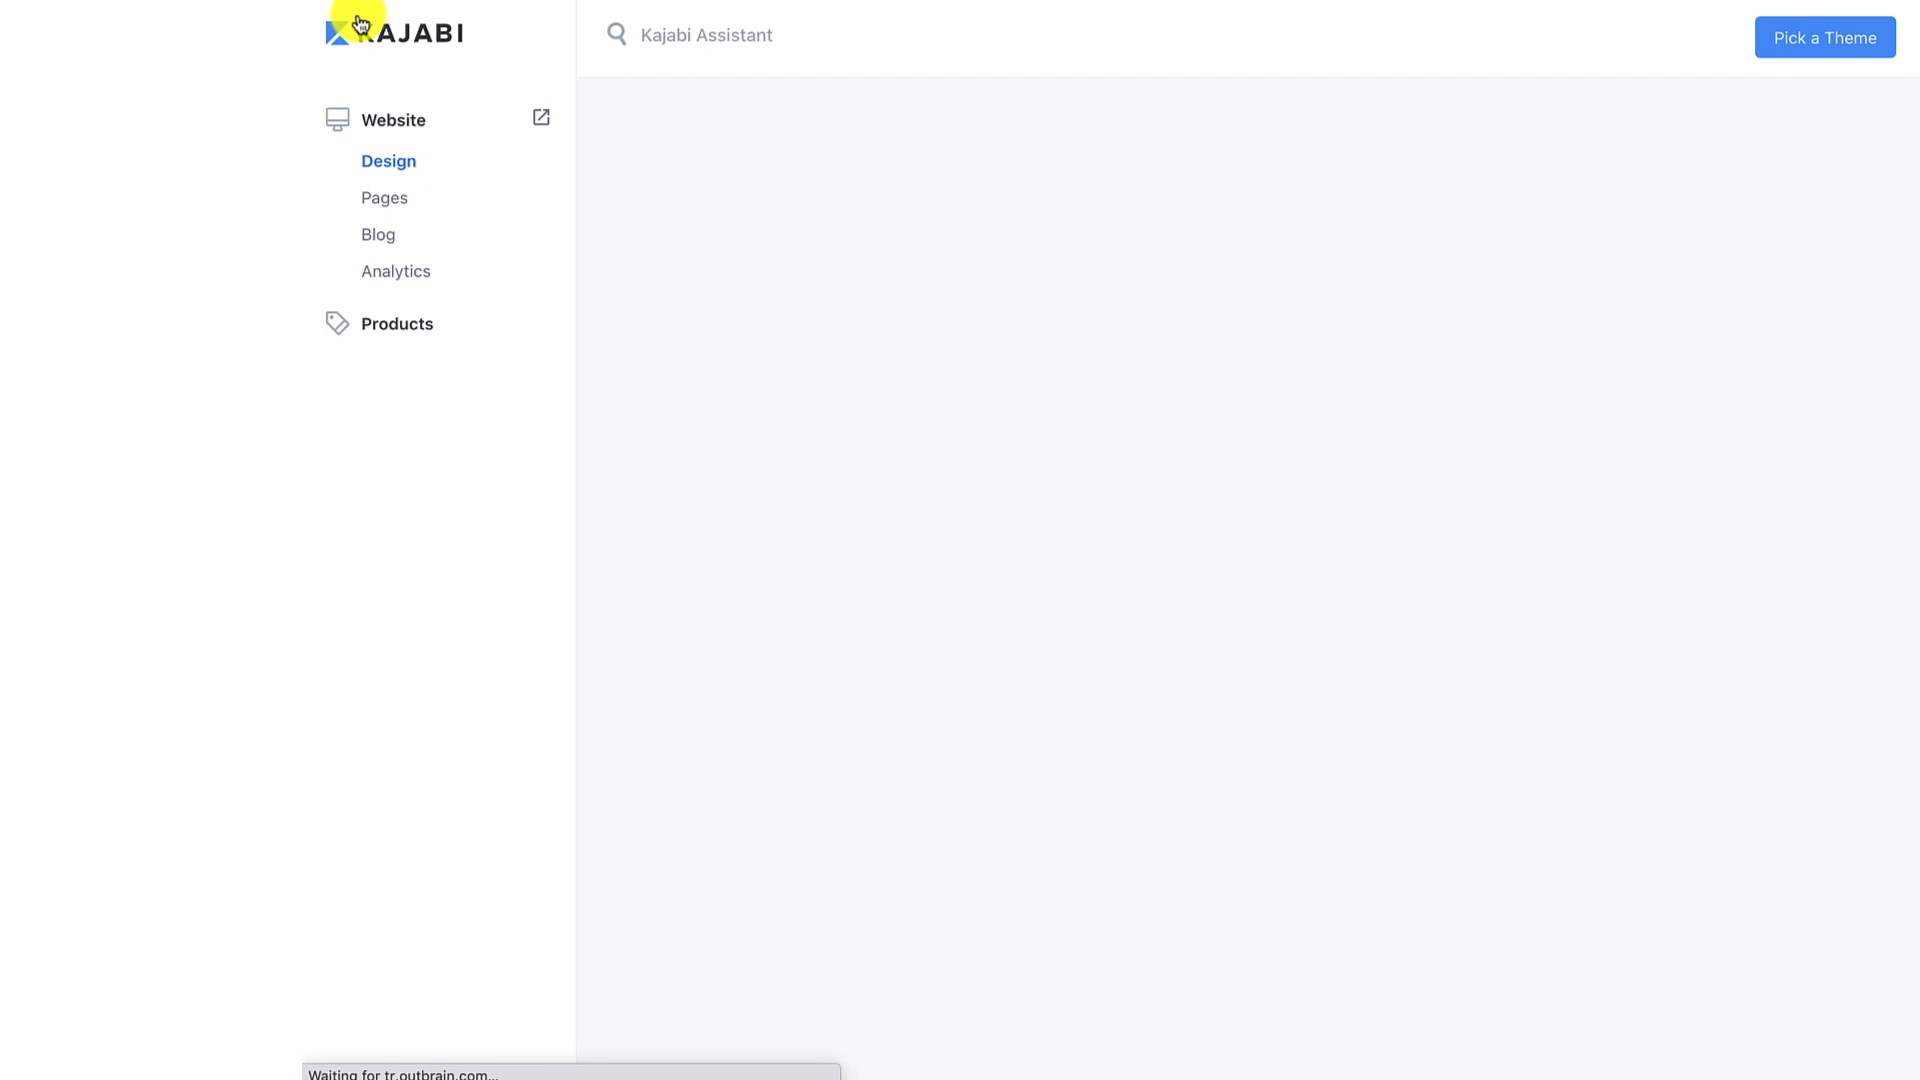 KAJABI
Kajabi Assistant
Pick a Theme
Website
Design
Pages
Blog
Analytics
Products
Waiting for tr.outbrain.com...